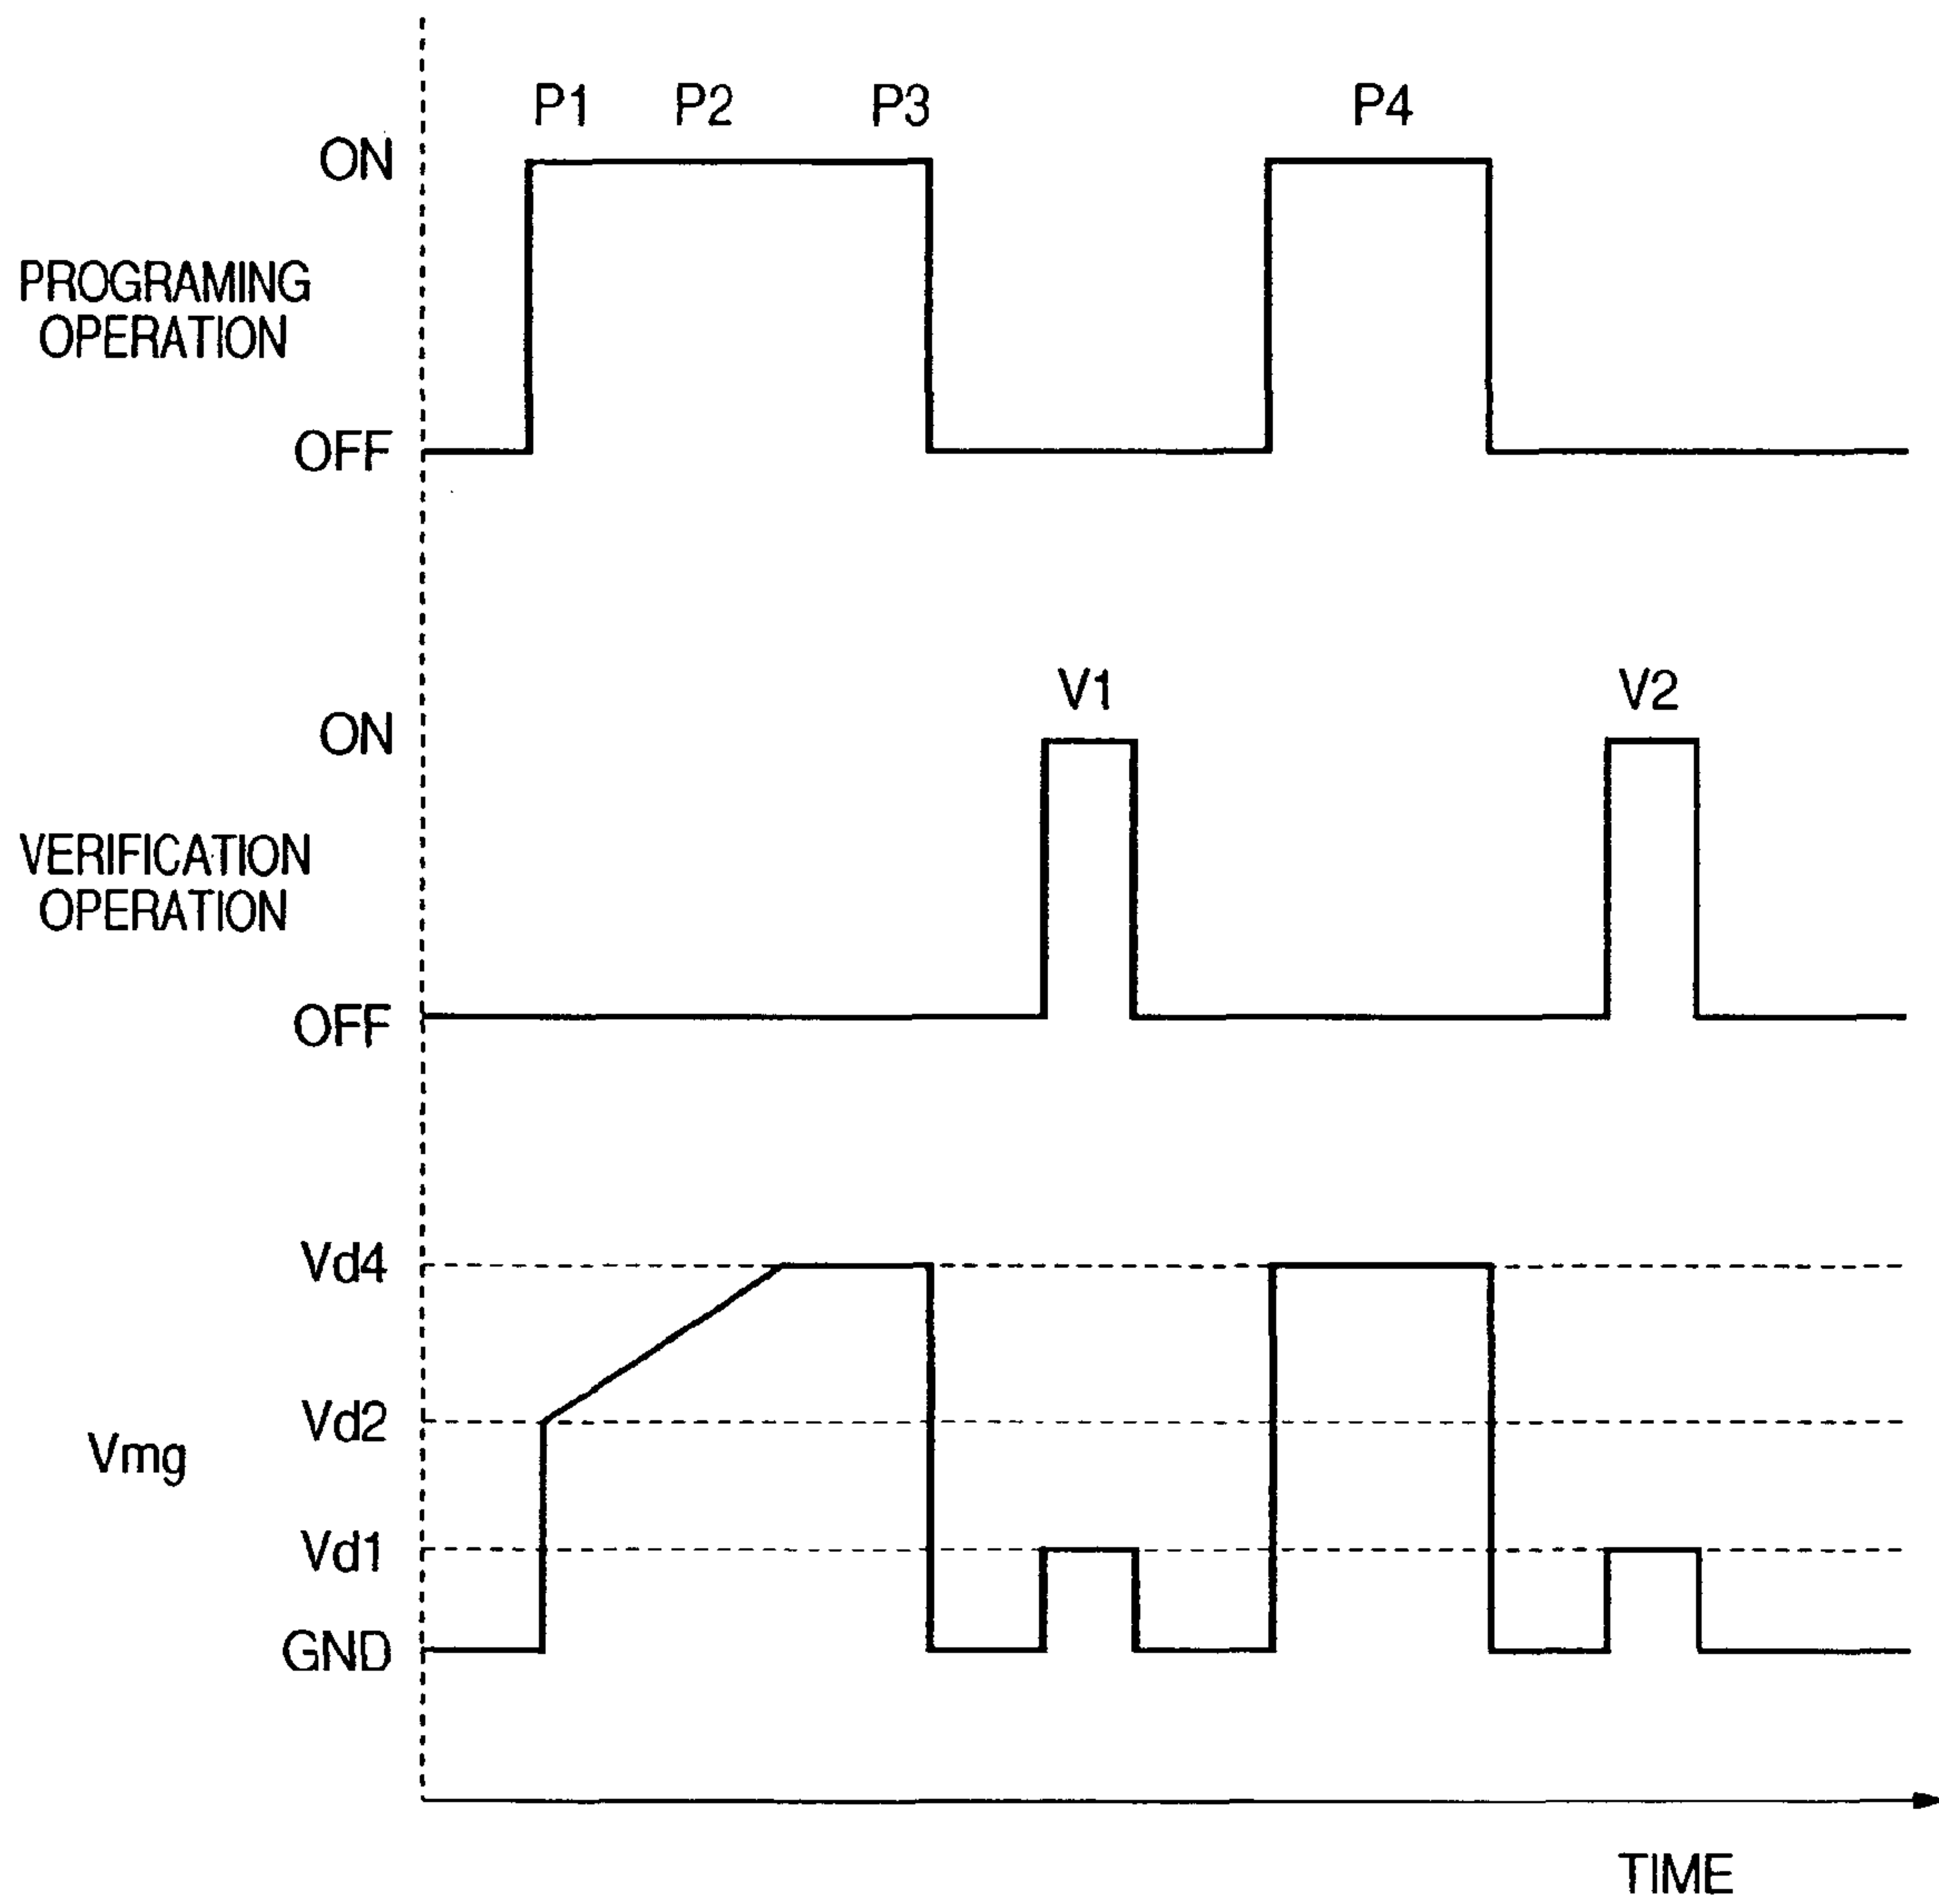 P1 P2 P3 P4
ON
PROGRAMING
OPERATION
OFF
V1 V2
ON
VERIFICATION
OPERATION
OFF
Vd4
Vd2
Vmg
Vd1
GND
TIME